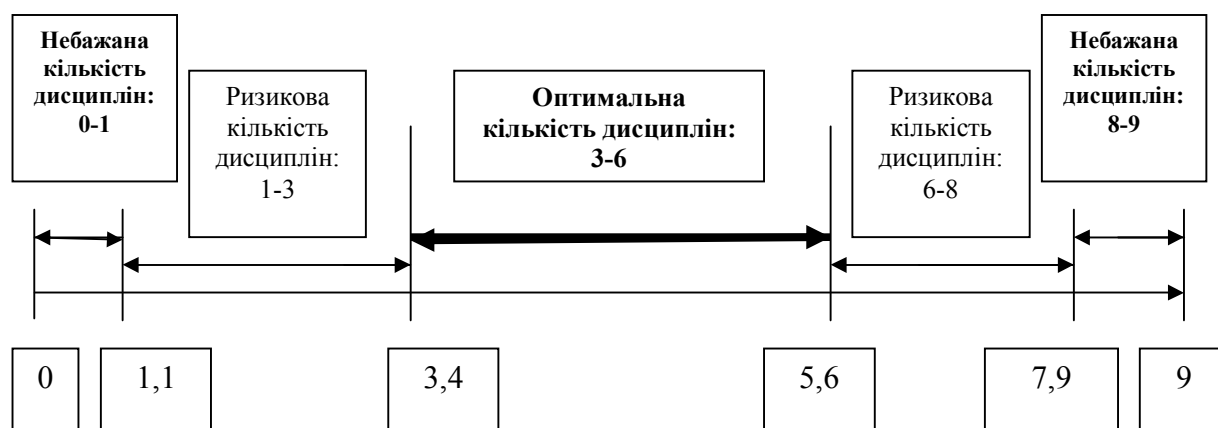 Небажана
кількість
дисциплін:
0-1
Ризикова
кількість
дисциплін:
1-3
Оптимальна
кількість дисциплін:
3-6
Ризикова
кількість
дисциплін:
6-8
Небажана
кількість
дисциплін:
8-9
0
1,1
3,4
5,6
7,9
9